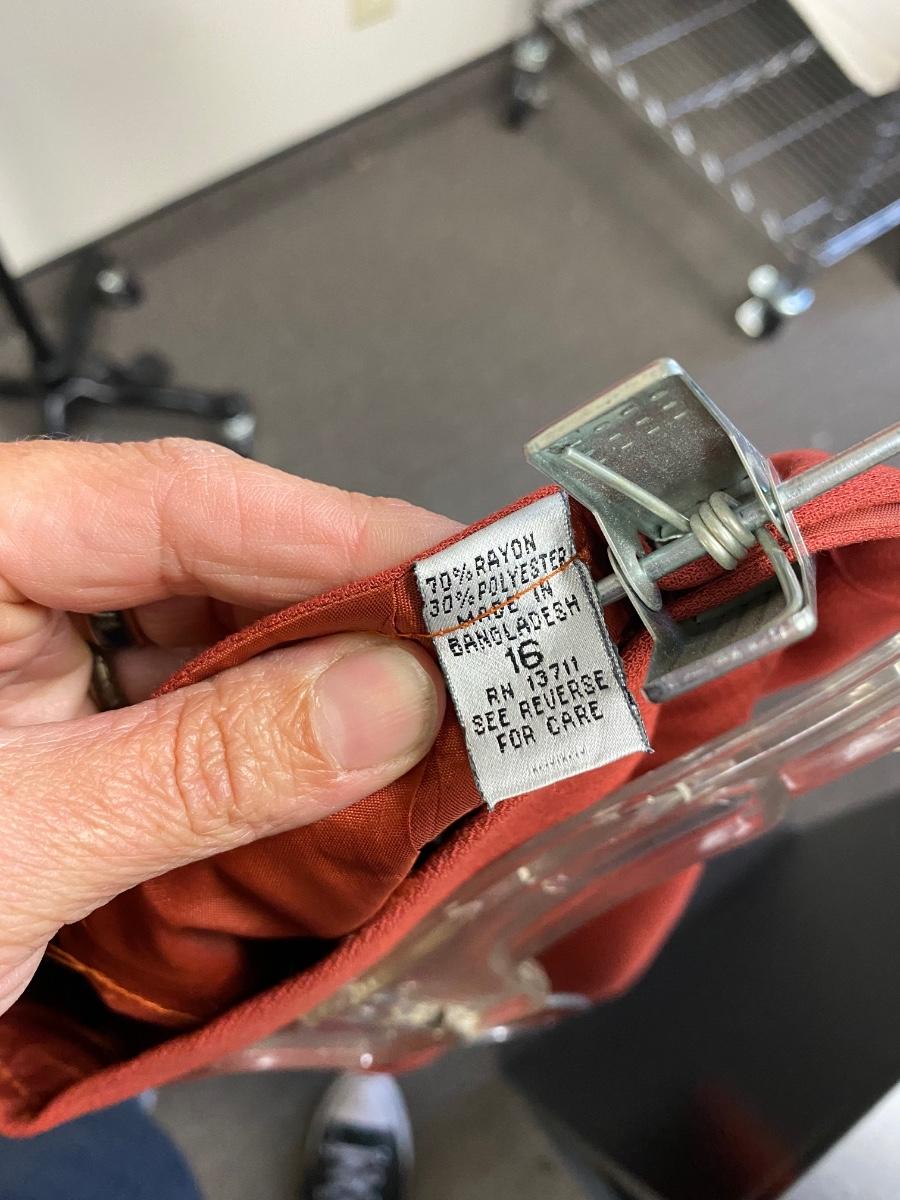 70% RAYON
30% POLYESTER
MADE IN
BANGLADESH
16
RN 13711
SEE REVERSE
FOR CARE